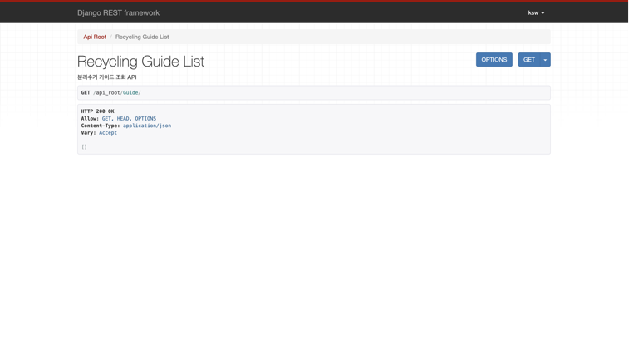 Django REST framework
Api Root / Recycling Guide List
Recycling Guide List
OPTIONS
GET
분리수거 가이드 조회 API
GET /api_root/Guide/
HTTP 200 OK
Allow: GET, HEAD, OPTIONS
Content-Type: application/json
Vary: Accept
[]